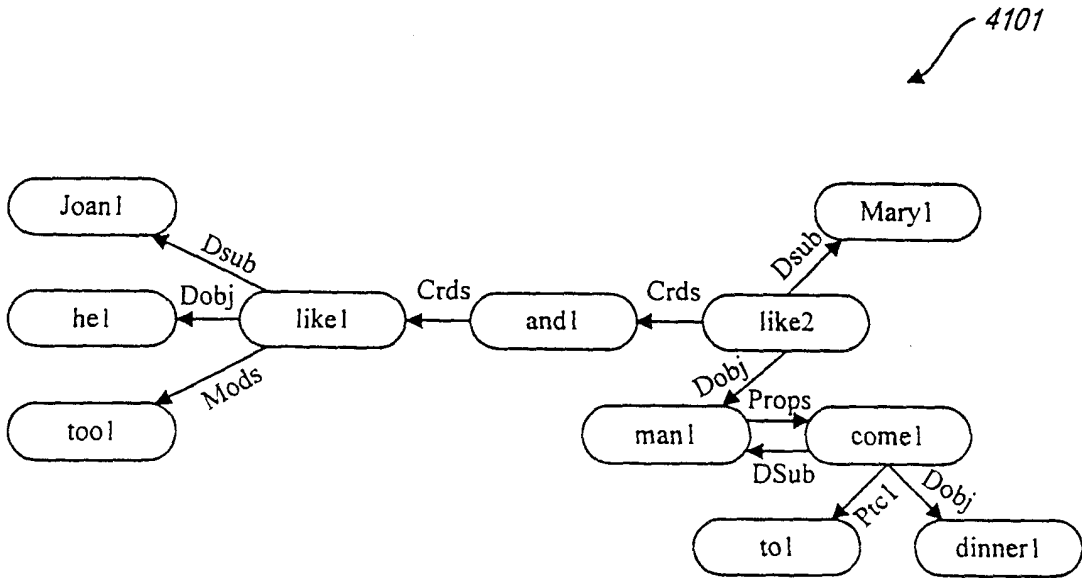 4101
Joan1
Mary1
Dsub
Dsub
he1
Dobj
like1
Crds
and1
Crds
like2
Mods
Dobj
too1
man1
Props
come1
DSub
Ptc1
Dobj
to1
dinner1